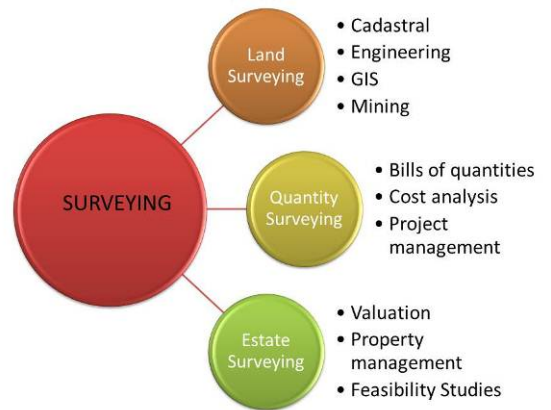 SURVEYING
Land
Surveying
• Cadastral
• Engineering
• GIS
• Mining
Quantity
Surveying
• Bills of quantities
• Cost analysis
• Project
management
Estate
Surveying
• Valuation
• Property
management
• Feasibility Studies